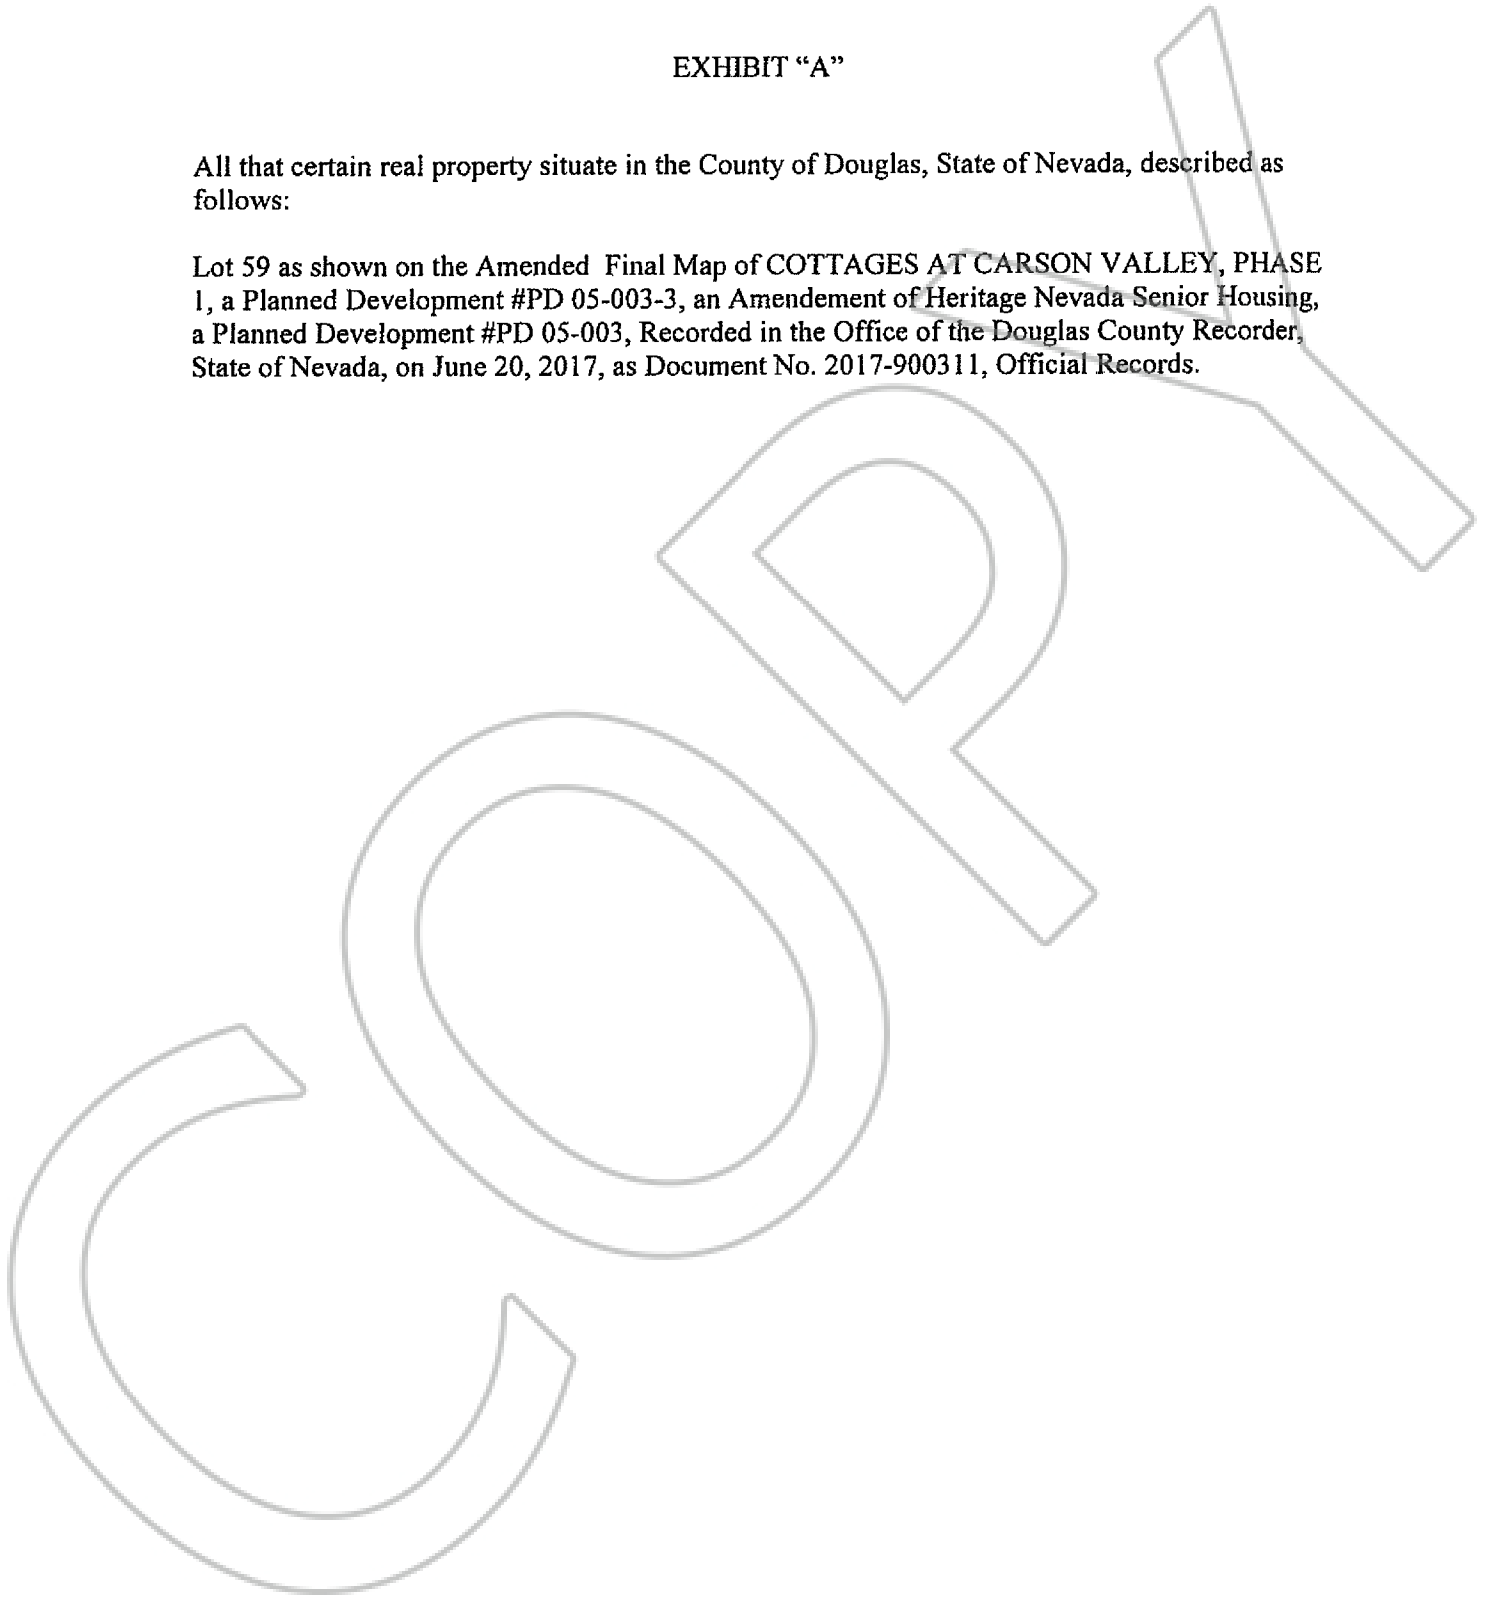 EXHIBIT “A”
All that certain real property situate in the County of Douglas, State of Nevada, described as
follows:
Lot 59 as shown on the Amended Final Map of COTTAGES AT CARSON VALLEY, PHASE
1, a Planned Development #PD 05-003-3, an Amendement of Heritage Nevada Senior Housing,
a Planned Development #PD 05-003, Recorded in the Office of the Douglas County Recorder,
State of Nevada, on June 20, 2017, as Document No. 2017-900311, Official Records.
COPY